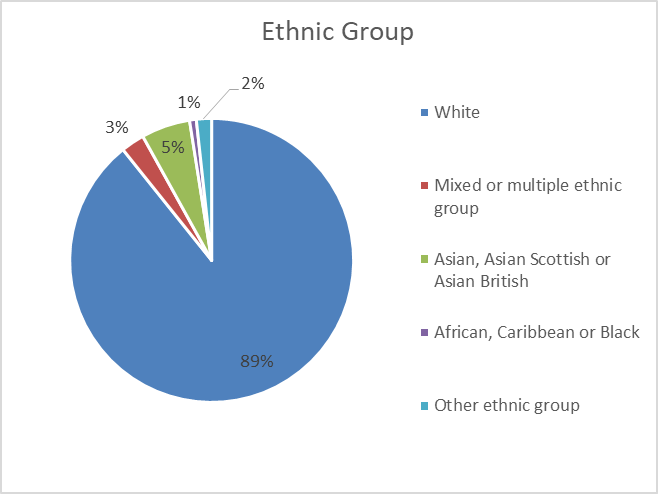 Ethnic Group
2%
1%
3%
5%
89%
White
Mixed or multiple ethnic
group
Asian, Asian Scottish or
Asian British
African, Caribbean or Black
Other ethnic group